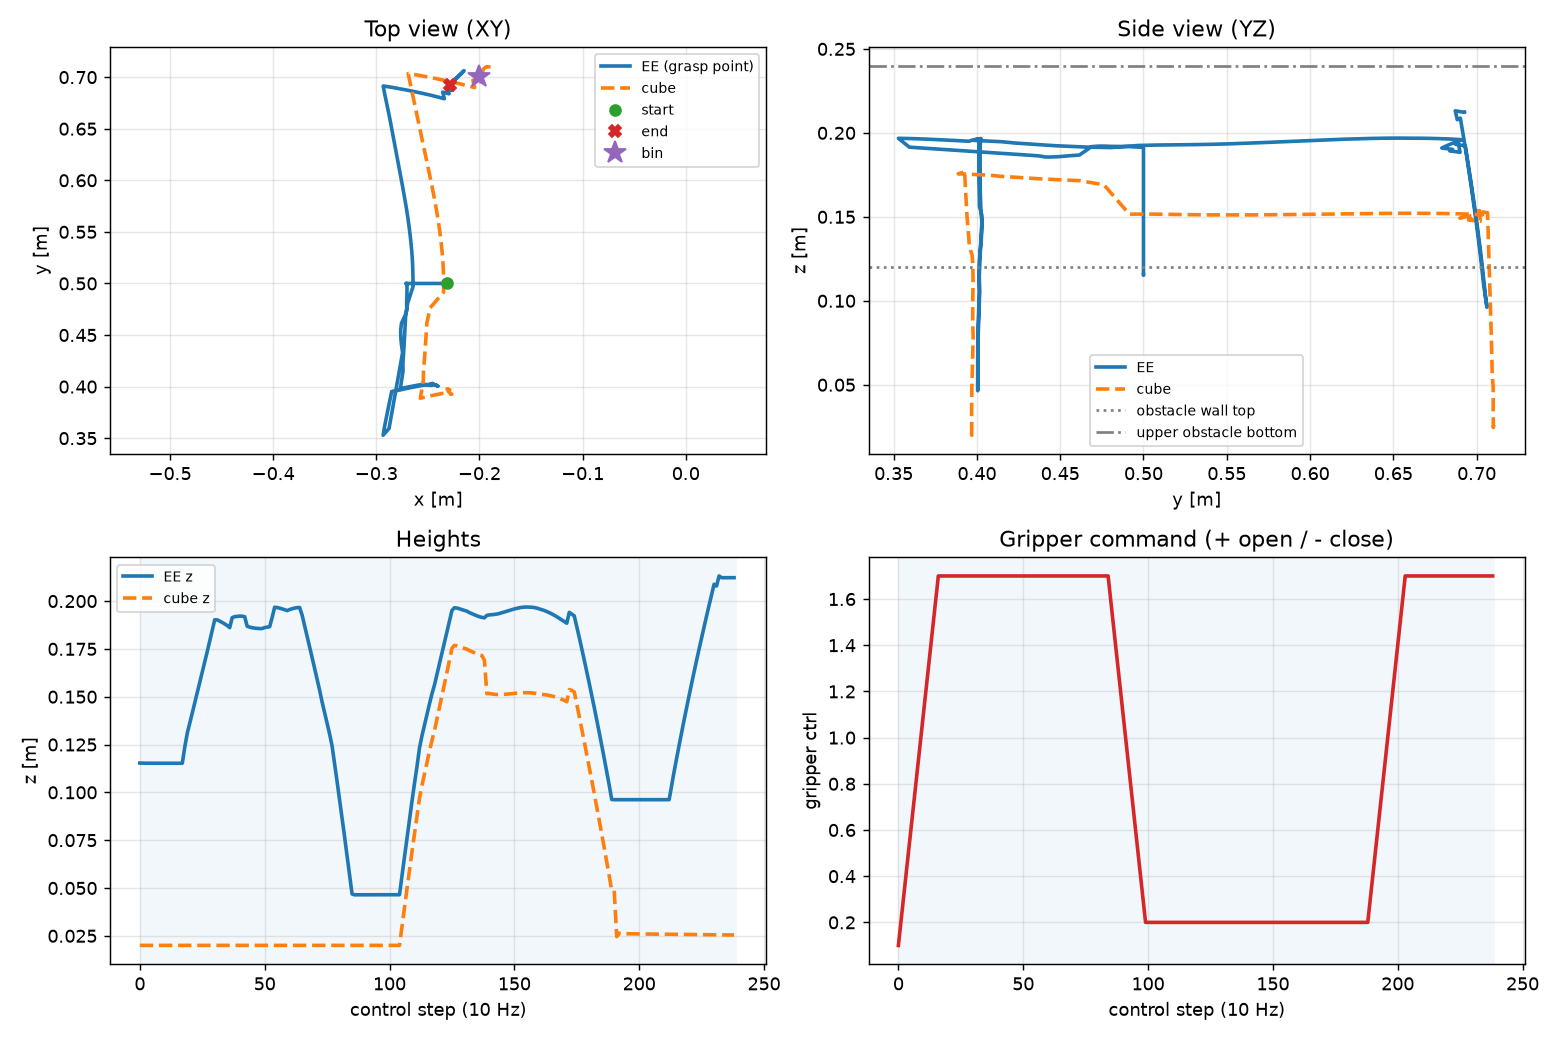 Top view (XY)
0.70
0.65
0.60
0.55
0.50
0.45
0.40
0.35
y [m]
−0.5
−0.4
−0.3
−0.2
−0.1
0.0
x [m]
EE (grasp point)
cube
start
end
bin
Side view (YZ)
0.25
0.20
0.15
0.10
0.05
z [m]
EE
cube
obstacle wall top
upper obstacle bottom
0.35
0.40
0.45
0.50
0.55
0.60
0.65
0.70
y [m]
Heights
EE z
cube z
0.200
0.175
0.150
0.125
0.100
0.075
0.050
0.025
z [m]
0
50
100
150
200
250
control step (10 Hz)
Gripper command (+ open / - close)
1.6
1.4
1.2
1.0
0.8
0.6
0.4
0.2
gripper ctrl
0
50
100
150
200
250
control step (10 Hz)